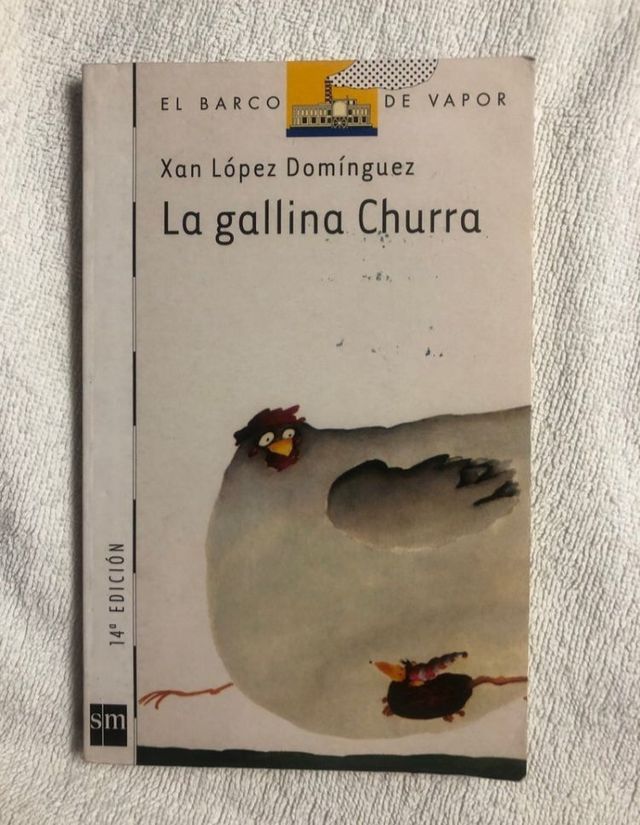 EL BARCO DE VAPOR
Xan López Domínguez
La gallina Churra
14ª EDICIÓN
sm